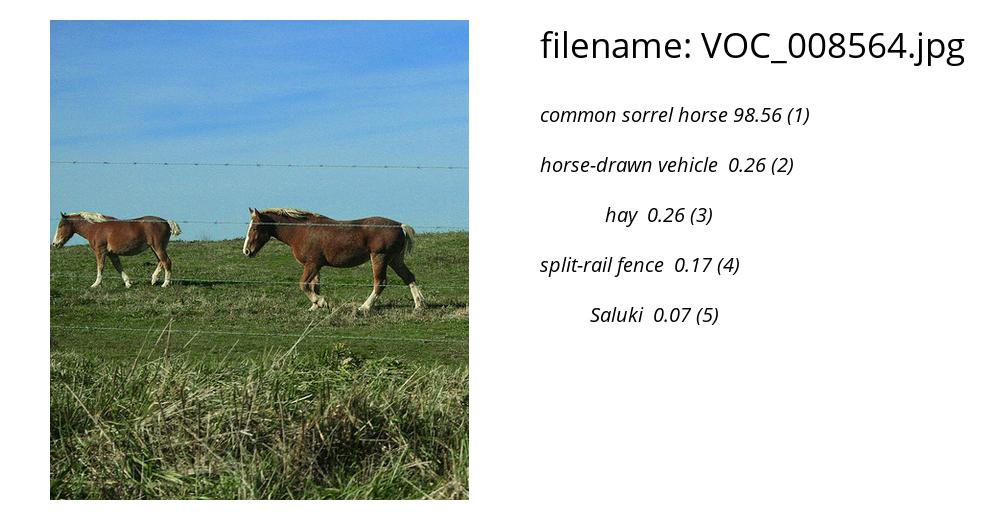 filename: VOC_008564.jpg
common sorrel horse 98.56 (1)
horse-drawn vehicle 0.26 (2)
hay 0.26 (3)
split-rail fence 0.17 (4)
Saluki 0.07 (5)